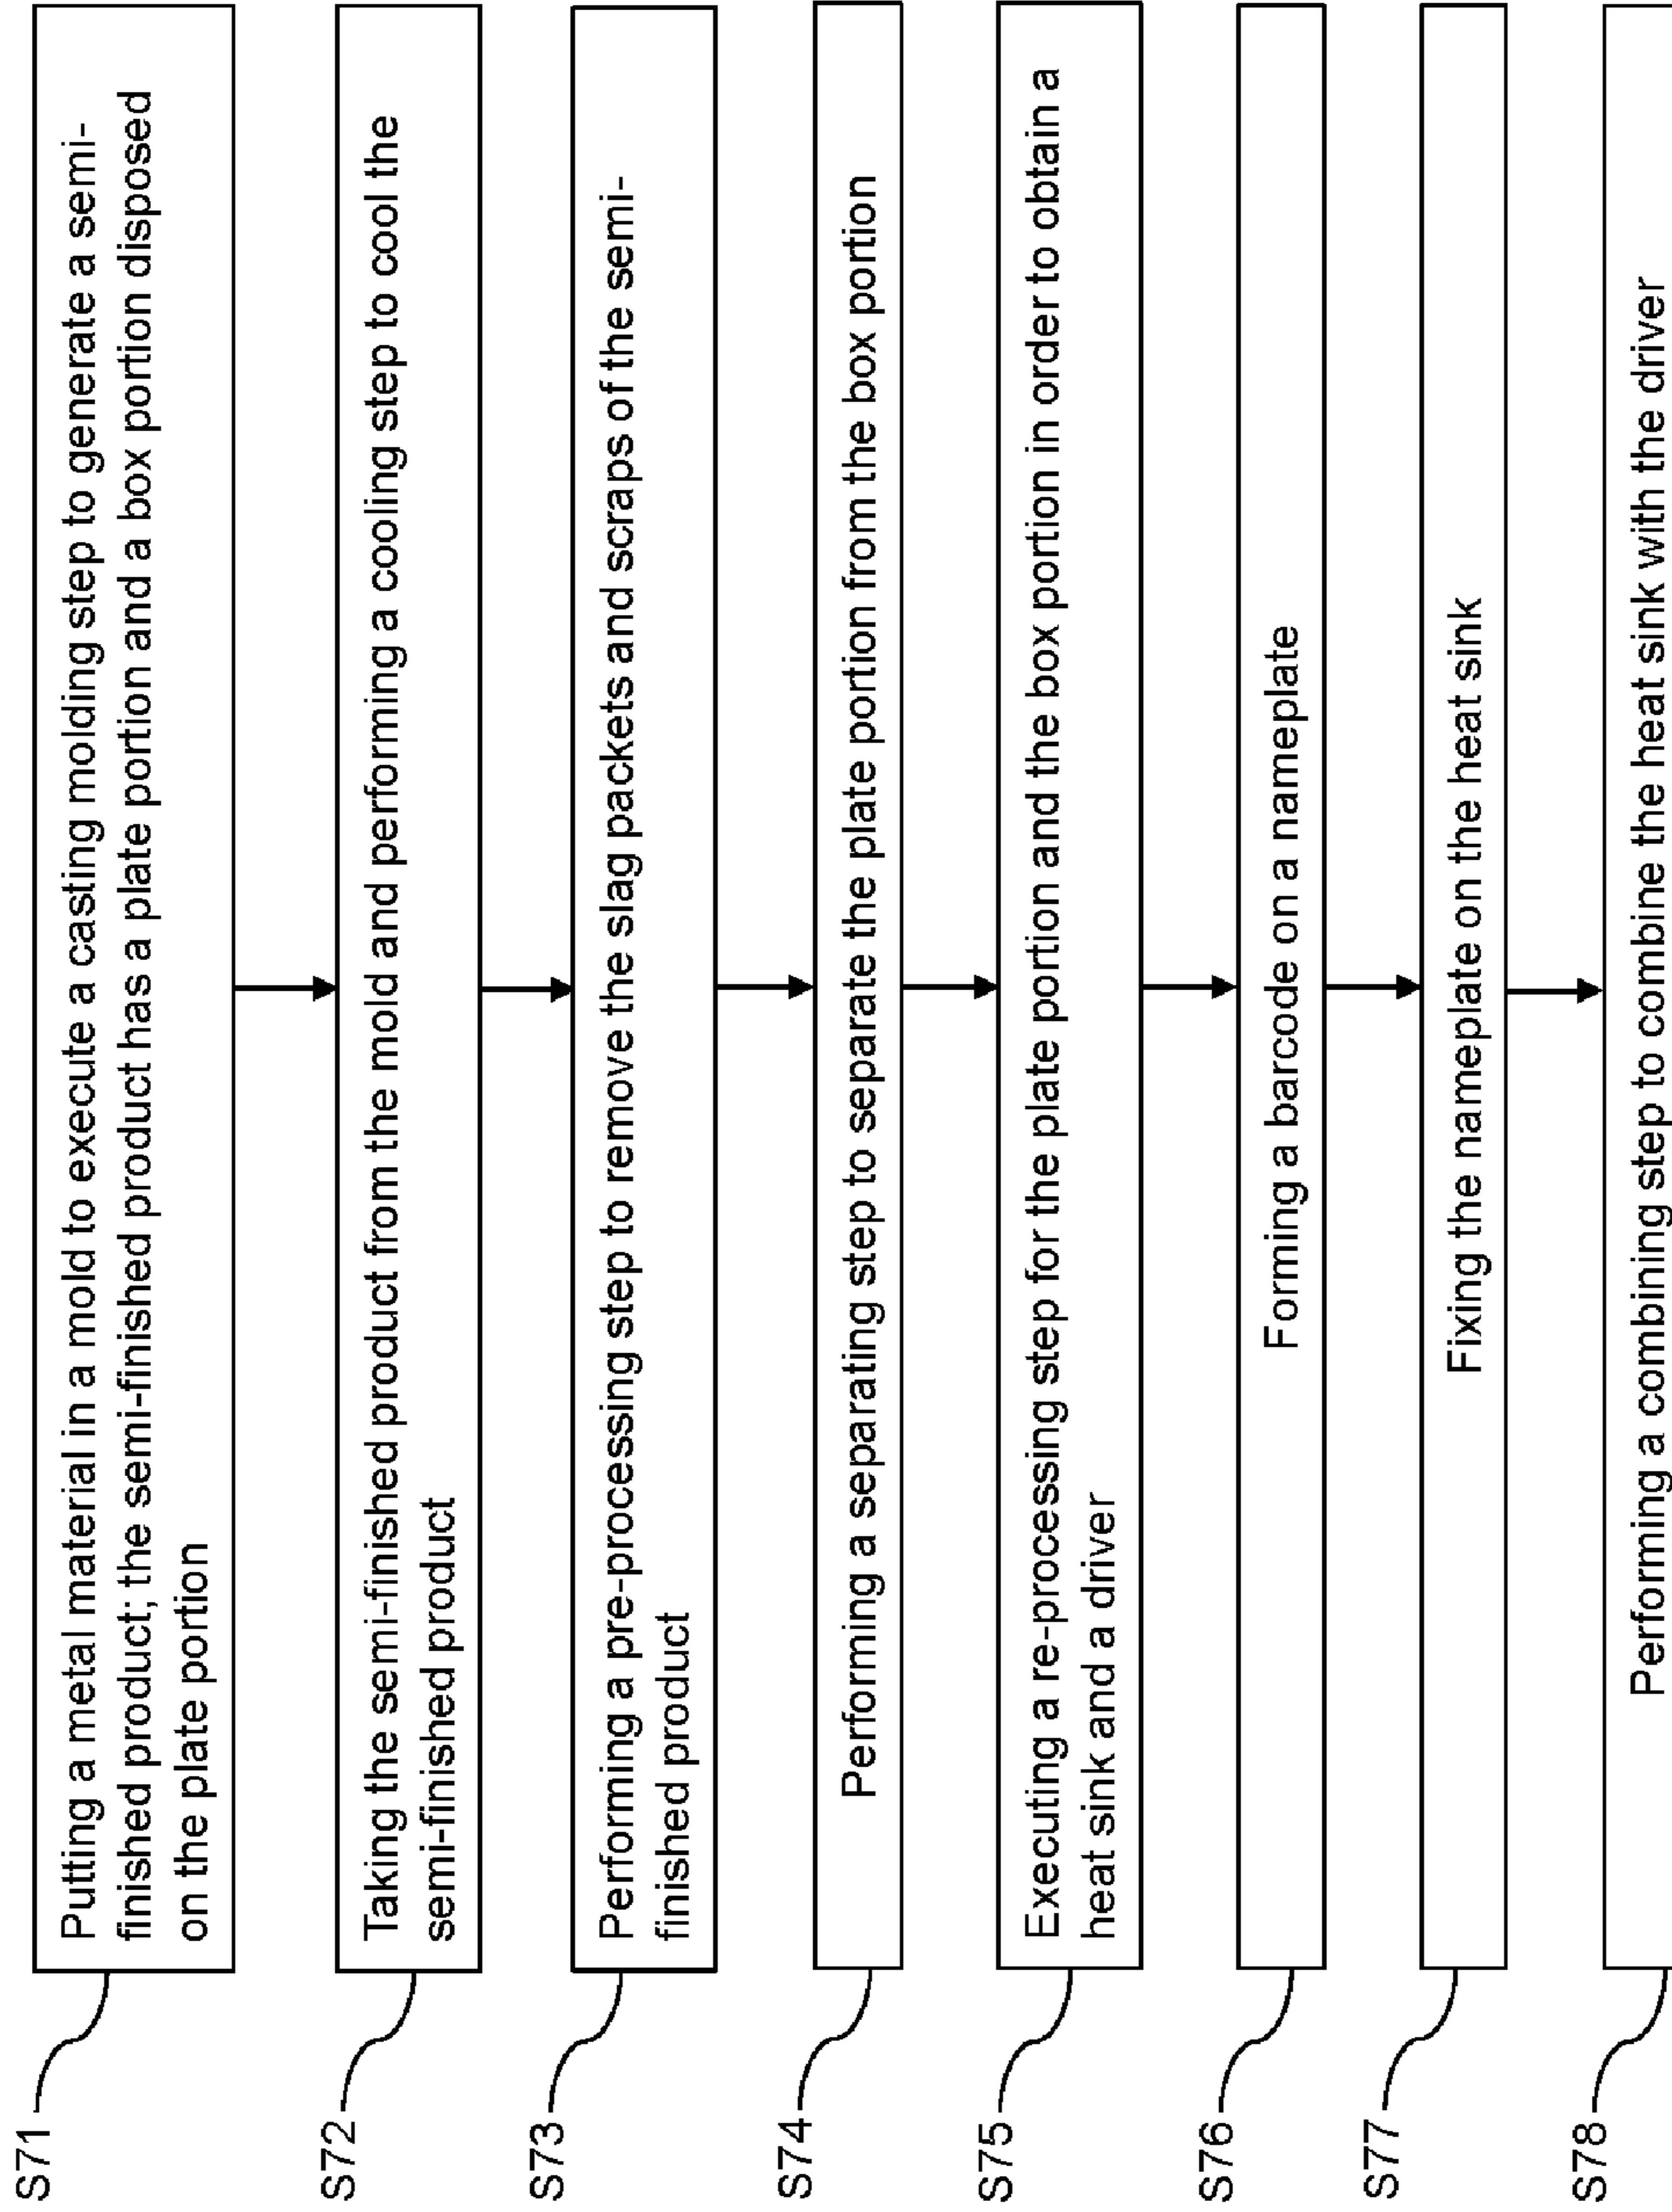 S71
Putting a metal material in a mold to execute a casting molding step to generate a semi-
finished product; the semi-finished product has a plate portion and a box portion disposed
on the plate portion
S72
Taking the semi-finished product from the mold and performing a cooling step to cool the
semi-finished product
S73
Performing a pre-processing step to remove the slag packets and scraps of the semi-
finished product
S74
Performing a separating step to separate the plate portion from the box portion
S75
Executing a re-processing step for the plate portion and the box portion in order to obtain a
heat sink and a driver
S76
Forming a barcode on a nameplate
S77
Fixing the nameplate on the heat sink
S78
Performing a combining step to combine the heat sink with the driver